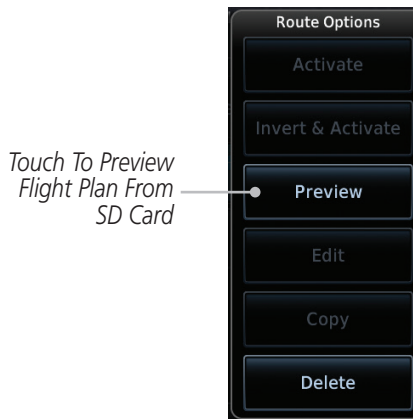 Route Options
Activate
Invert & Activate
Touch To Preview
Flight Plan From
SD Card
Preview
Edit
Copy
Delete